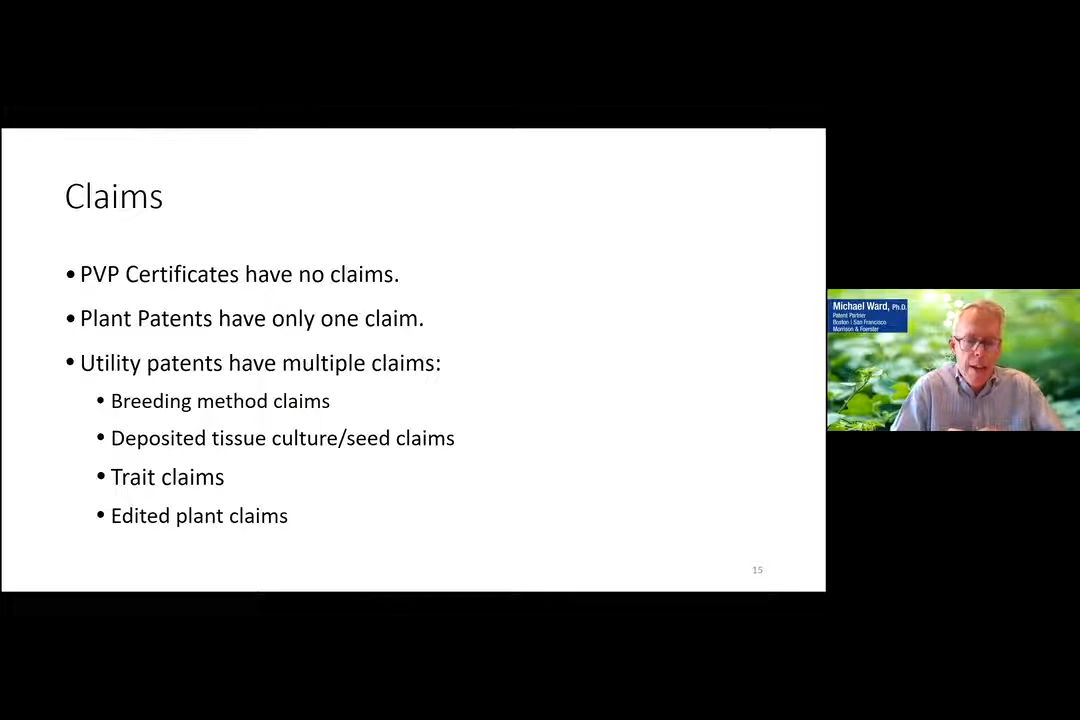 Claims
• PVP Certificates have no claims.
• Plant Patents have only one claim.
• Utility patents have multiple claims:
• Breeding method claims
• Deposited tissue culture/seed claims
• Trait claims
• Edited plant claims
15
Michael Ward, Ph.D.
Patent Partner
Boston | San Francisco
Morrison & Foerster